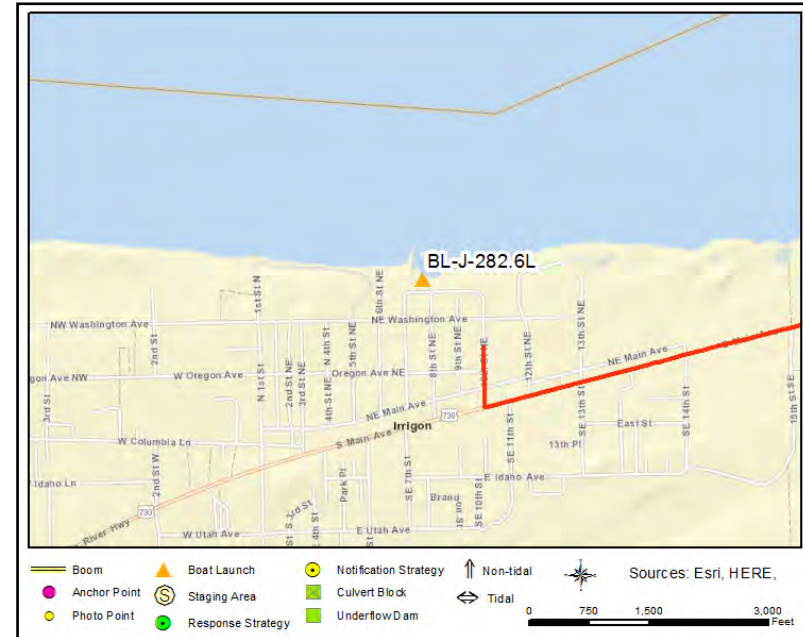 BL-J-282.6L
1st St N
6th St NE
NW Washington Ave
NE Washington Ave
2nd St
N 4th St
5th St NE
8th St NE
9th St NE
12th St NE
13th St NE
NE Main Ave
W Oregon Ave
Oregon Ave NE
gon Ave NW
3rd St
N 1st St
2nd St NE
3rd St NE
4th St NE
NE Main Ave
730
Irrigon
SE 11th St
SE 13th St
SE 14th St
15th St SE
East St
13th Pl
W Columbia Ln
S Main Ave
Idaho Ln
2nd St W
E Idaho Ave
SE 7th St
Park Pl
Brand
SE 10th St
S 3rd St
730
River Hwy
W Utah Ave
E Utah Ave
Boom
Boat Launch
Notification Strategy
Non-tidal
Sources: Esri, HERE,
Anchor Point
Staging Area
S
Culvert Block
Tidal
Photo Point
Response Strategy
Underflow Dam
0 750 1,500 3,000
Feet